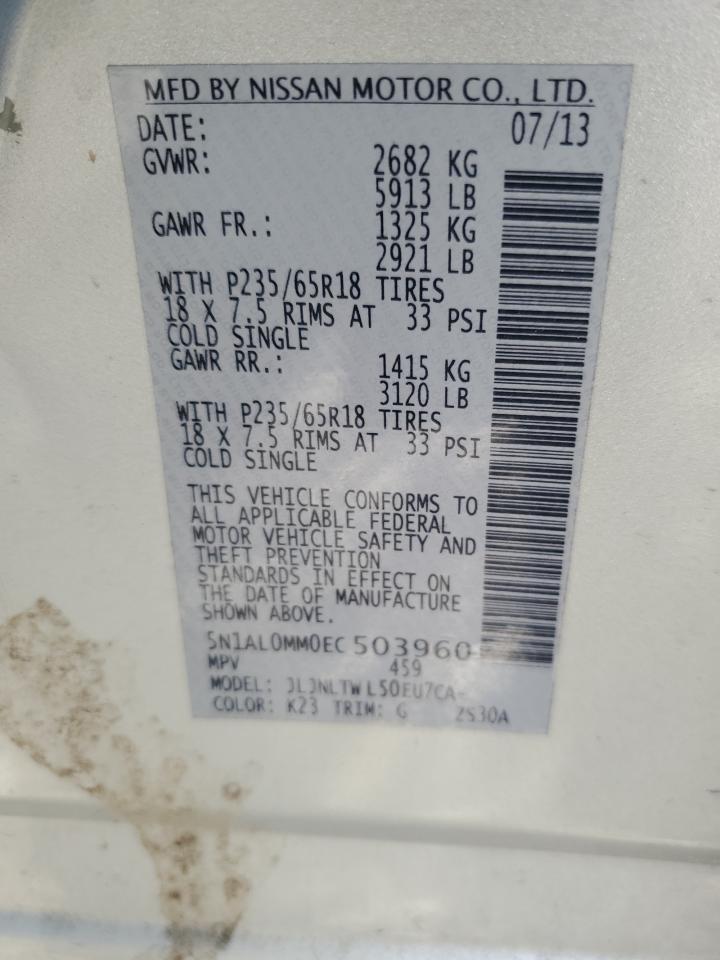 MFD BY NISSAN MOTOR CO., LTD.
DATE: 07/13
GVWR: 2682 KG
5913 LB
GAWR FR.: 1325 KG
2921 LB
WITH P235/65R18 TIRES
18 X 7.5 RIMS AT 33 PSI
COLD SINGLE
GAWR RR.: 1415 KG
3120 LB
WITH P235/65R18 TIRES
18 X 7.5 RIMS AT 33 PSI
COLD SINGLE
THIS VEHICLE CONFORMS TO
ALL APPLICABLE FEDERAL
MOTOR VEHICLE SAFETY AND
THEFT PREVENTION
STANDARDS IN EFFECT ON
THE DATE OF MANUFACTURE
SHOWN ABOVE.
5N1AL0MM0EC 503960
MPV 459
MODEL:
COLOR: K23 TRIM: G 2S30A